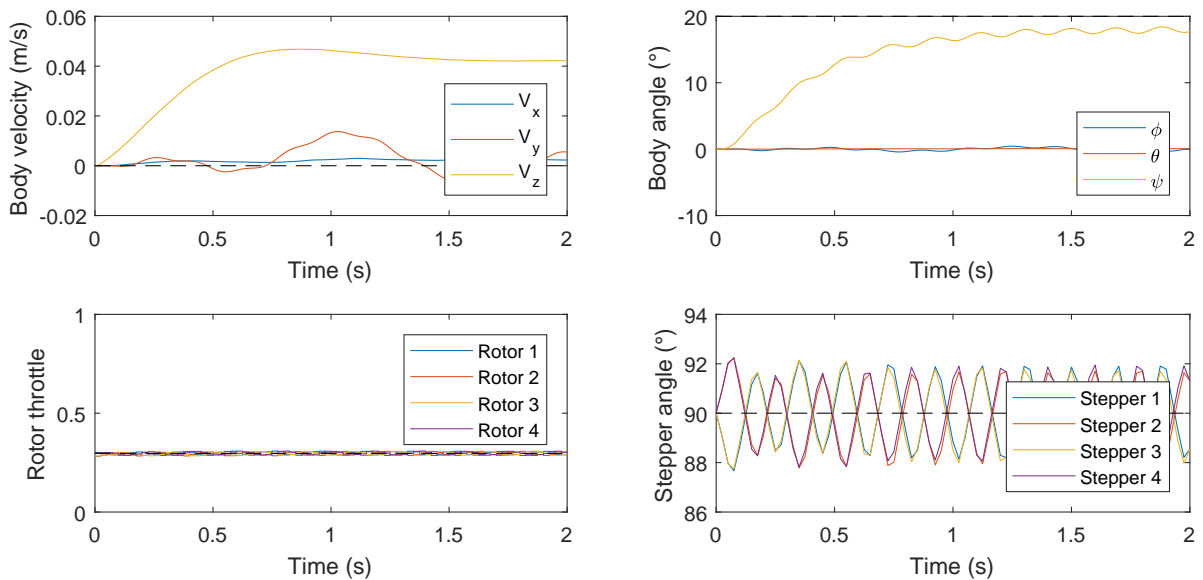 Body velocity (m/s)
0.06
0.04
0.02
0
-0.02
0
0.5
1
1.5
2
Time (s)
V_x
V_y
V_z
Body angle (°)
20
10
0
-10
0
0.5
1
1.5
2
Time (s)
ϕ
θ
ψ
Rotor throttle
1
0.5
0
0
0.5
1
1.5
2
Time (s)
Rotor 1
Rotor 2
Rotor 3
Rotor 4
Stepper angle (°)
94
92
90
88
86
0
0.5
1
1.5
2
Time (s)
Stepper 1
Stepper 2
Stepper 3
Stepper 4